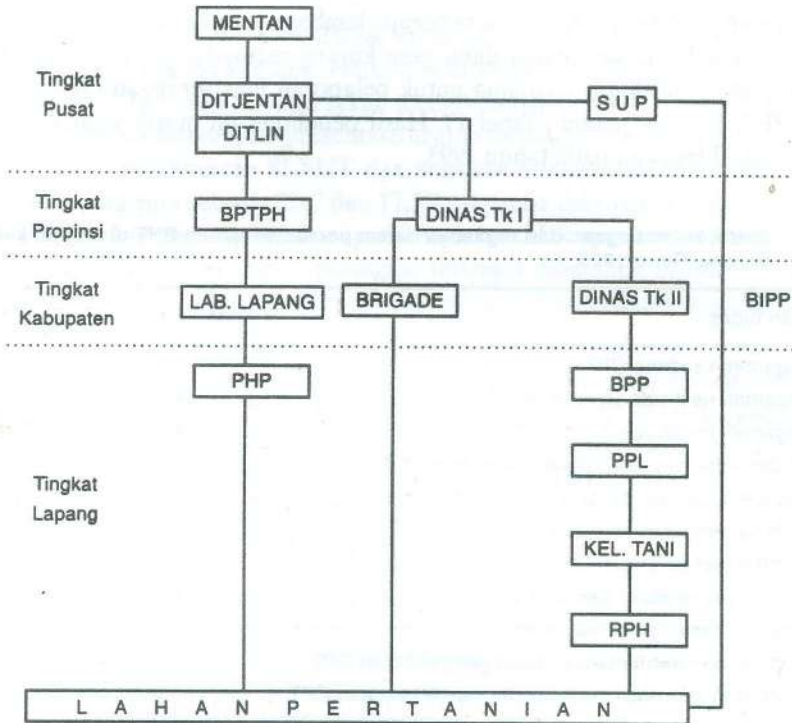 MENTAN
Tingkat
Pusat
DITJENTAN
S U P
DITLIN
Tingkat
Propinsi
BPTPH
DINAS Tk I
Tingkat
Kabupaten
LAB. LAPANG
BRIGADE
DINAS Tk II
BIPP
PHP
BPP
PPL
Tingkat
Lapang
KEL. TANI
RPH
L A H A N P E R T A N I A N